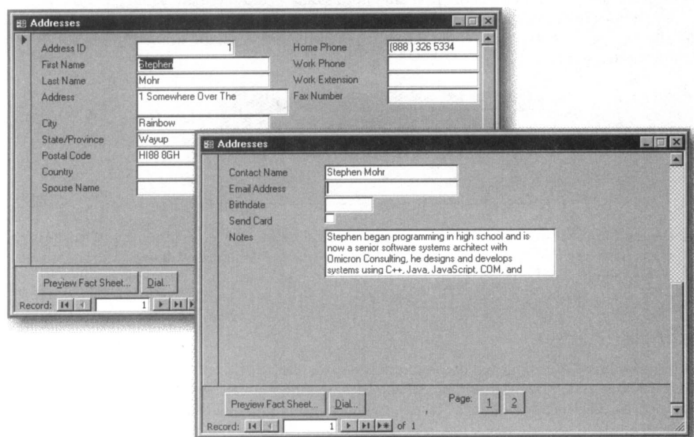 Addresses
Address ID 1 Home Phone (888 ) 326 5334
First Name Stephen Work Phone
Last Name Mohr Work Extension
Address 1 Somewhere Over The Fax Number
City Rainbow
State/Province Wayup
Postal Code HI88 8GH
Country
Spouse Name
Preview Fact Sheet... Dial...
Record: 1
Addresses
Contact Name Stephen Mohr
Email Address
Birthdate
Send Card
Notes Stephen began programming in high school and is
now a senior software systems architect with
Omicron Consulting, he designs and develops
systems using C++, Java, JavaScript, COM, and
Preview Fact Sheet... Dial... Page: 1 2
Record: 1 of 1